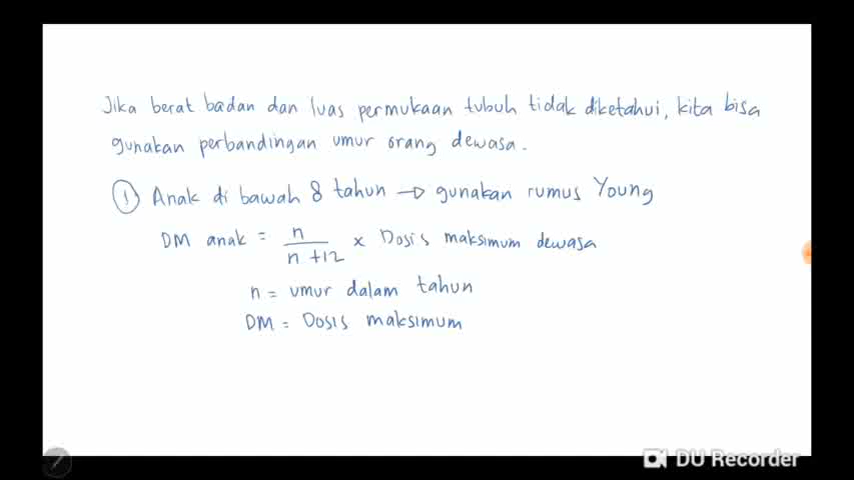 Jika berat badan dan luas permukaan tubuh tidak diketahui, kita bisa
gunakan perbandingan umur orang dewasa.
① Anak di bawah 8 tahun → gunakan rumus Young
DM anak = n / n +12 x Dosis maksimum dewasa
n = umur dalam tahun
DM = Dosis maksimum
DU Recorder